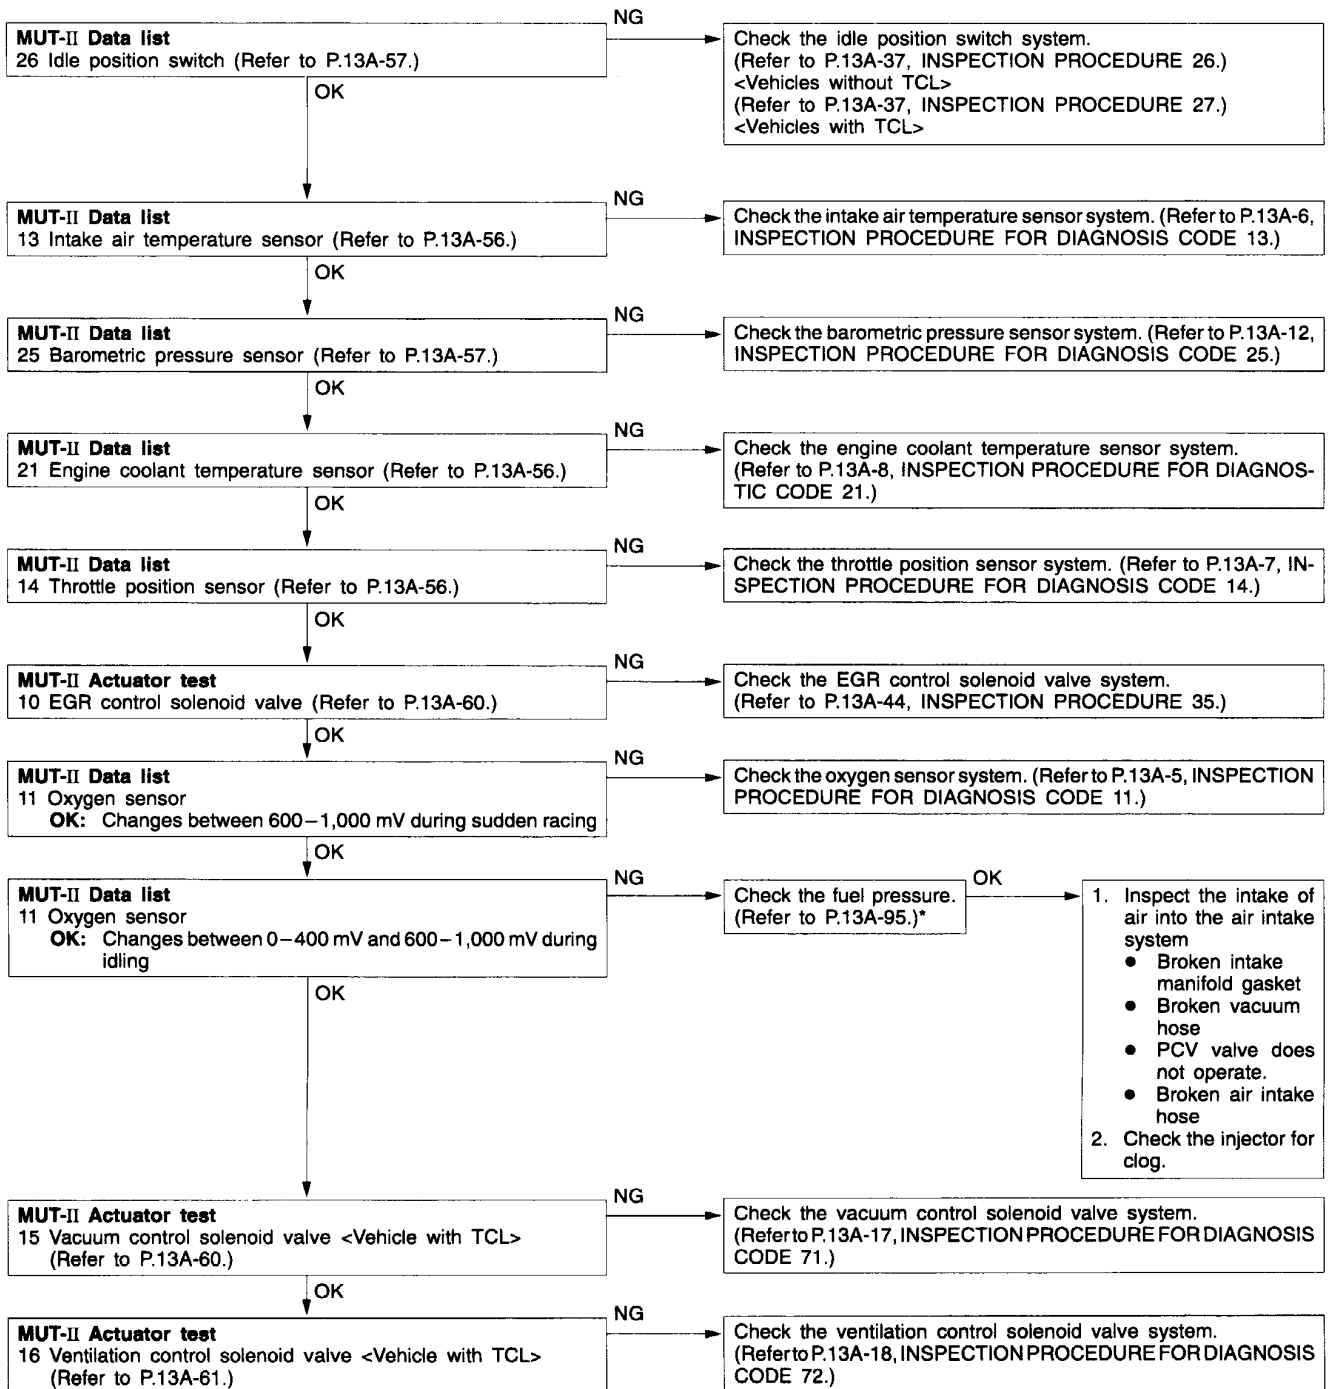 NG
MUT-II Data list
26 Idle position switch (Refer to P.13A-57.)
Check the idle position switch system.
(Refer to P.13A-37, INSPECTION PROCEDURE 26.)
<Vehicles without TCL>
(Refer to P.13A-37, INSPECTION PROCEDURE 27.)
<Vehicles with TCL>
OK
NG
MUT-II Data list
13 Intake air temperature sensor (Refer to P.13A-56.)
Check the intake air temperature sensor system. (Refer to P.13A-6,
INSPECTION PROCEDURE FOR DIAGNOSIS CODE 13.)
OK
NG
MUT-II Data list
25 Barometric pressure sensor (Refer to P.13A-57.)
Check the barometric pressure sensor system. (Refer to P.13A-12,
INSPECTION PROCEDURE FOR DIAGNOSIS CODE 25.)
OK
NG
MUT-II Data list
21 Engine coolant temperature sensor (Refer to P.13A-56.)
Check the engine coolant temperature sensor system.
(Refer to P.13A-8, INSPECTION PROCEDURE FOR DIAGNOS-
TIC CODE 21.)
OK
NG
MUT-II Data list
14 Throttle position sensor (Refer to P.13A-56.)
Check the throttle position sensor system. (Refer to P.13A-7, IN-
SPECTION PROCEDURE FOR DIAGNOSIS CODE 14.)
OK
NG
MUT-II Actuator test
10 EGR control solenoid valve (Refer to P.13A-60.)
Check the EGR control solenoid valve system.
(Refer to P.13A-44, INSPECTION PROCEDURE 35.)
OK
NG
MUT-II Data list
11 Oxygen sensor
OK: Changes between 600–1,000 mV during sudden racing
Check the oxygen sensor system. (Refer to P.13A-5, INSPECTION
PROCEDURE FOR DIAGNOSIS CODE 11.)
OK
NG
MUT-II Data list
11 Oxygen sensor
OK: Changes between 0–400 mV and 600–1,000 mV during
idling
Check the fuel pressure.
(Refer to P.13A-95.)*
OK
1. Inspect the intake of
air into the air intake
system
● Broken intake
manifold gasket
● Broken vacuum
hose
● PCV valve does
not operate.
● Broken air intake
hose
2. Check the injector for
clog.
OK
NG
MUT-II Actuator test
15 Vacuum control solenoid valve <Vehicle with TCL>
(Refer to P.13A-60.)
Check the vacuum control solenoid valve system.
(Refer to P.13A-17, INSPECTION PROCEDURE FOR DIAGNOSIS
CODE 71.)
OK
NG
MUT-II Actuator test
16 Ventilation control solenoid valve <Vehicle with TCL>
(Refer to P.13A-61.)
Check the ventilation control solenoid valve system.
(Refer to P.13A-18, INSPECTION PROCEDURE FOR DIAGNOSIS
CODE 72.)